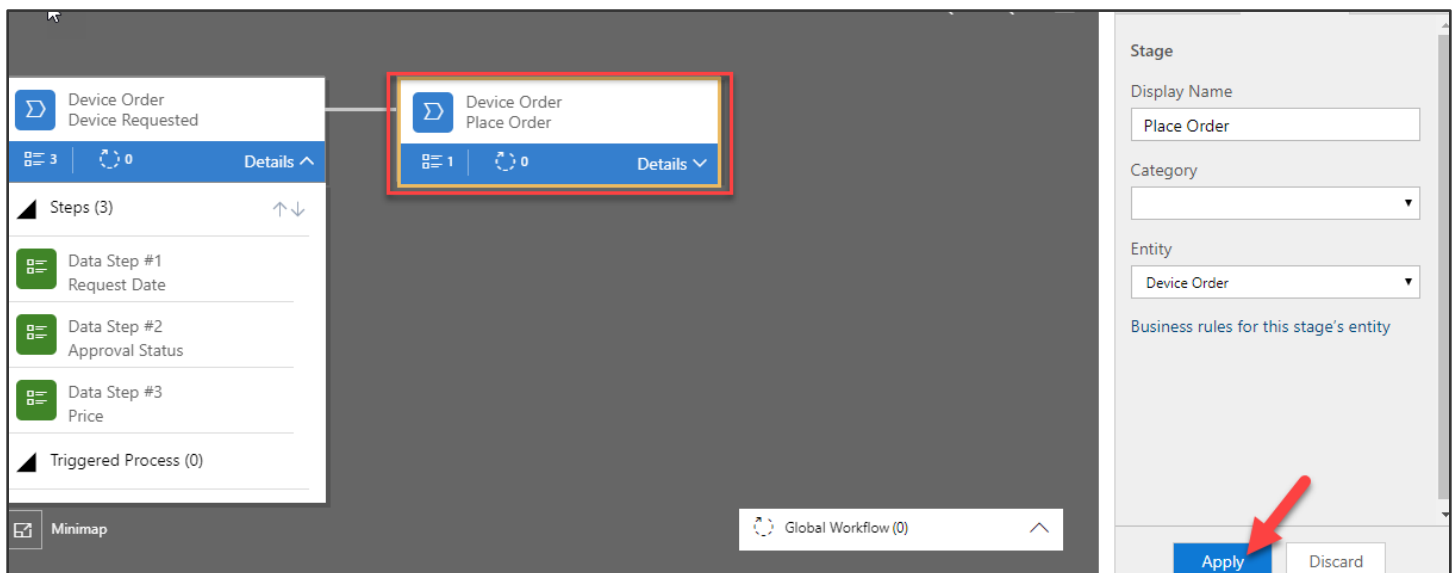 Device Order
Device Requested
3
0
Details
Steps (3)
Data Step #1
Request Date
Data Step #2
Approval Status
Data Step #3
Price
Triggered Process (0)
Minimap
Device Order
Place Order
1
0
Details
Global Workflow (0)
Stage
Display Name
Place Order
Category
Entity
Device Order
Business rules for this stage's entity
Apply
Discard